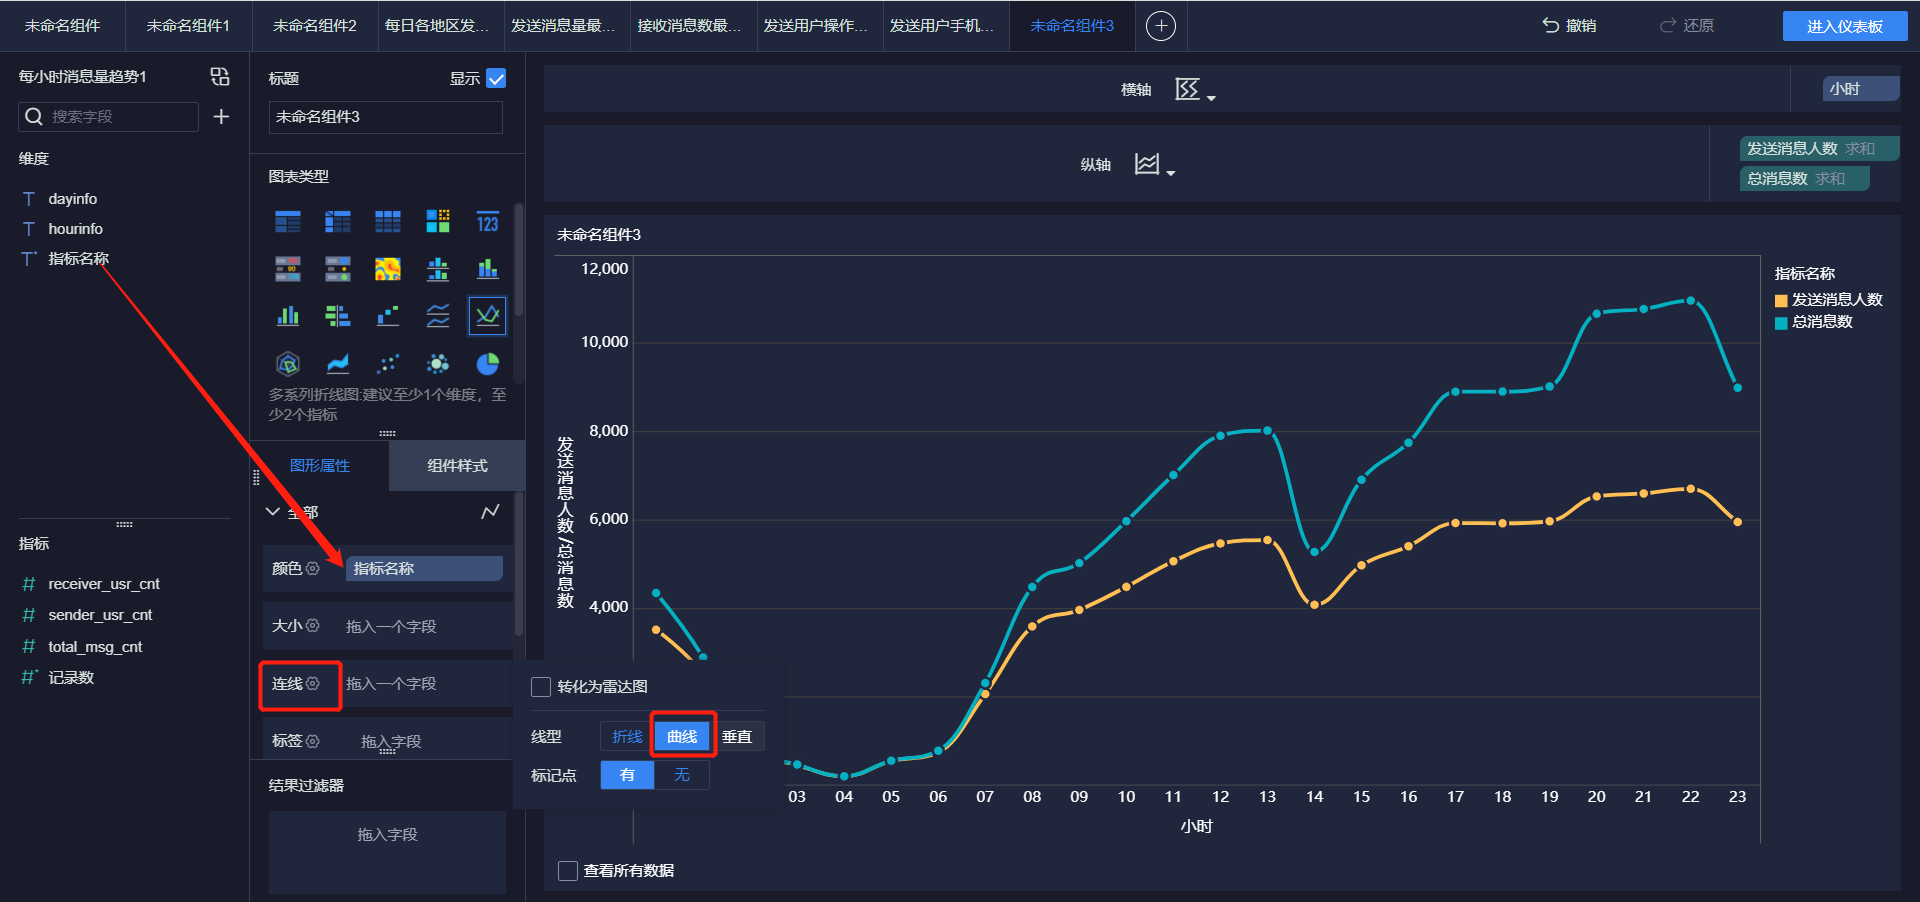 未命名组件
未命名组件1
未命名组件2
每日各地区发...
发送消息量最...
接收消息数最...
发送用户操作...
发送用户手机...
未命名组件3
撤销
还原
进入仪表板
每小时消息量趋势1
搜索字段
维度
T dayinfo
T hourinfo
T* 指标名称
指标
# receiver_usr_cnt
# sender_usr_cnt
# total_msg_cnt
#* 记录数
标题
显示
未命名组件3
图表类型
123
90
多系列折线图:建议至少1个维度，至
少2个指标
图形属性
组件样式
全部
颜色
指标名称
大小
拖入一个字段
连线
拖入一个字段
标签
拖入字段
结果过滤器
拖入字段
转化为雷达图
线型
折线
曲线
垂直
标记点
有
无
横轴
小时
纵轴
发送消息人数 求和
总消息数 求和
未命名组件3
12,000
10,000
8,000
6,000
4,000
发送消息人数/总消息数
03 04 05 06 07 08 09 10 11 12 13 14 15 16 17 18 19 20 21 22 23
小时
指标名称
发送消息人数
总消息数
查看所有数据